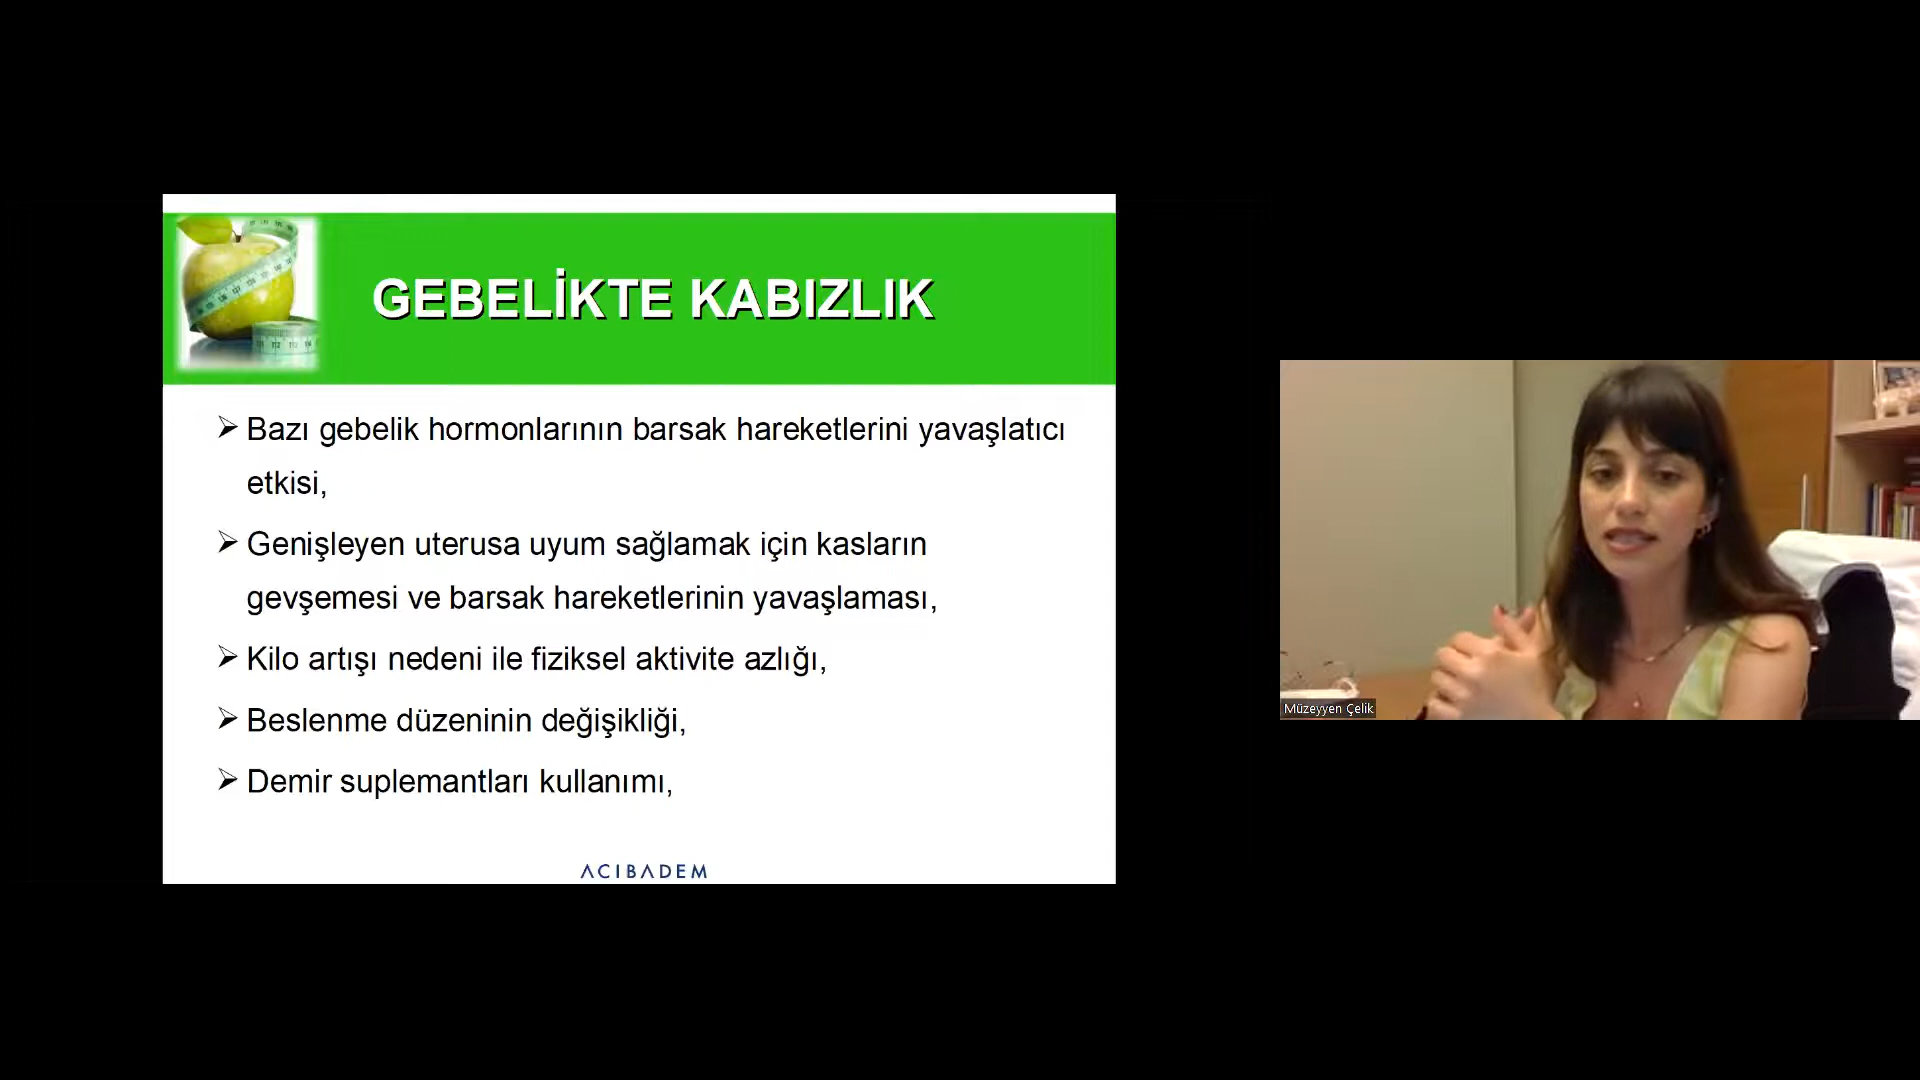 GEBELİKTE KABIZLIK
➢ Bazı gebelik hormonlarının barsak hareketlerini yavaşlatıcı
etkisi,
➢ Genişleyen uterusa uyum sağlamak için kasların
gevşemesi ve barsak hareketlerinin yavaşlaması,
➢ Kilo artışı nedeni ile fiziksel aktivite azlığı,
➢ Beslenme düzeninin değişikliği,
➢ Demir suplemantları kullanımı,
ACIBADEM
Müzeyyen Çelik